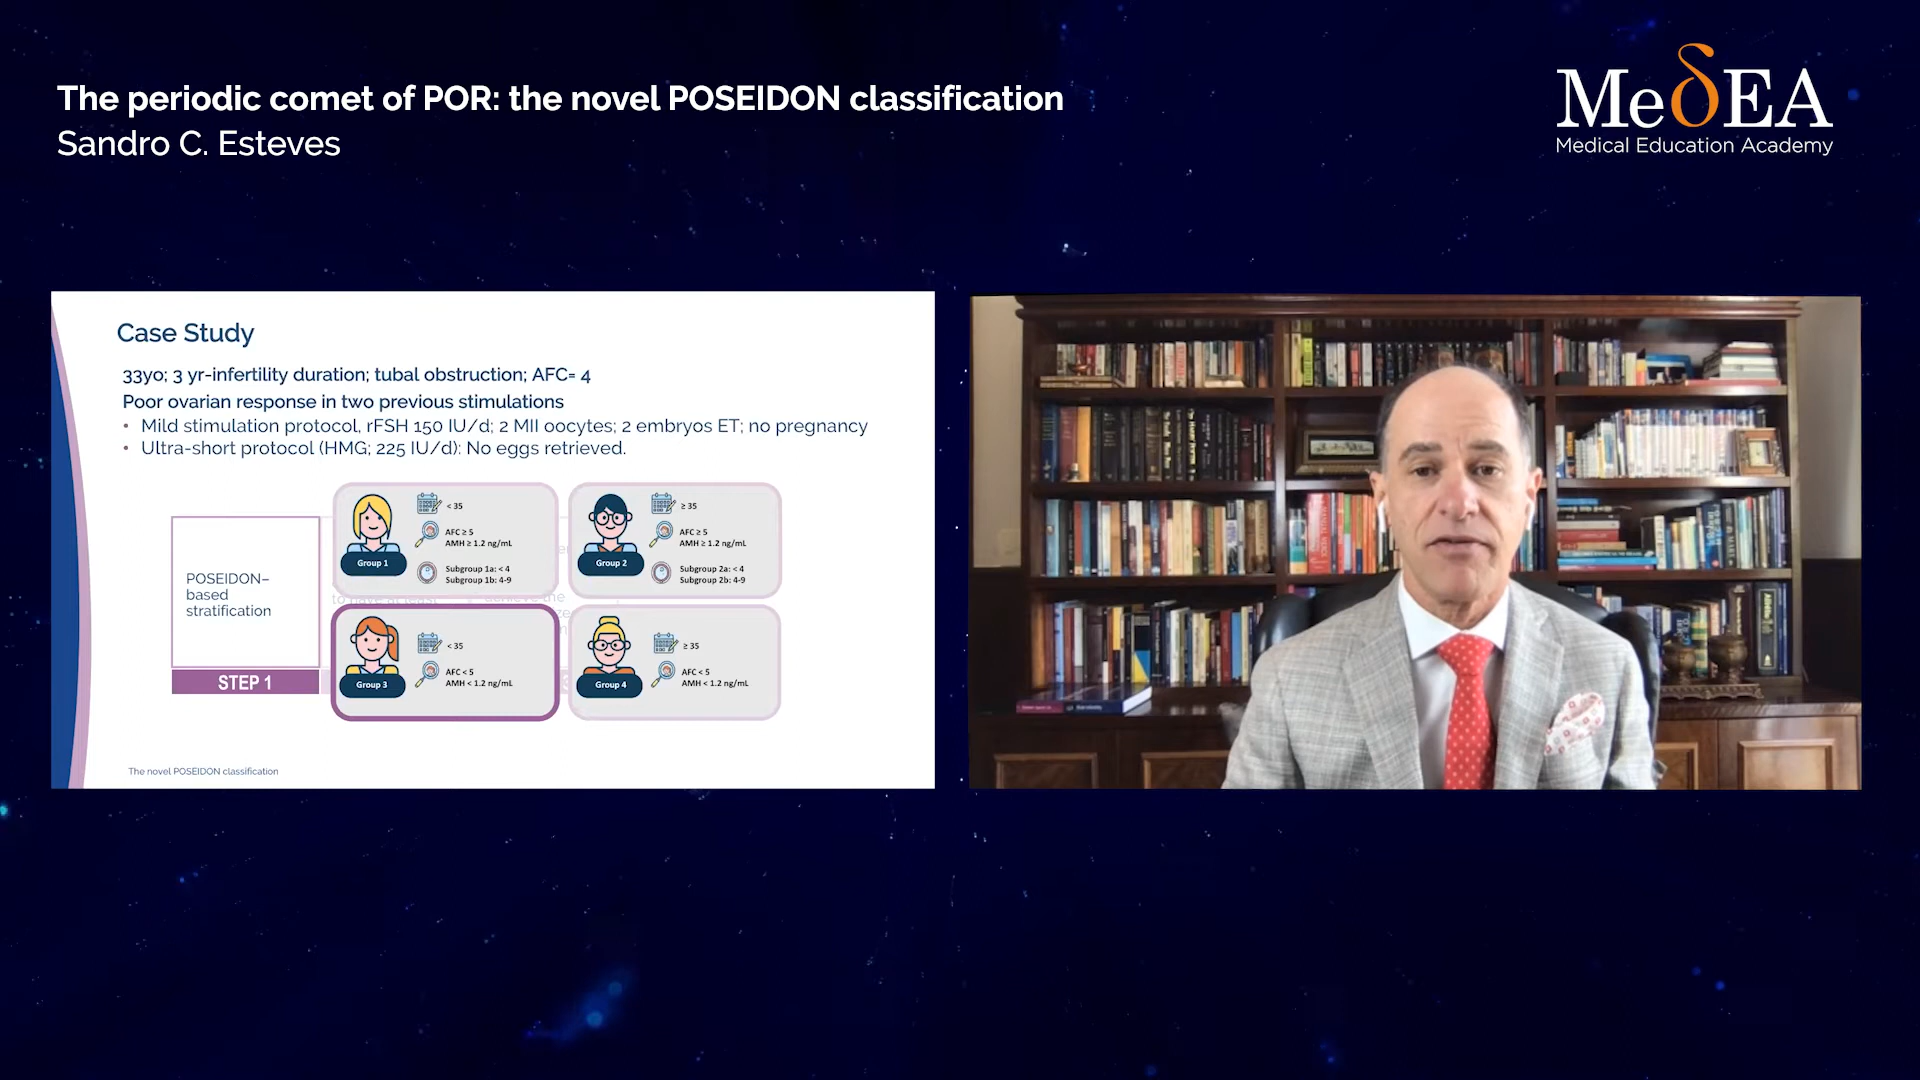 The periodic comet of POR: the novel POSEIDON classification
Sandro C. Esteves
MeδEA
Medical Education Academy
Case Study
33yo; 3 yr-infertility duration; tubal obstruction; AFC= 4
Poor ovarian response in two previous stimulations
• Mild stimulation protocol, rFSH 150 IU/d; 2 MII oocytes; 2 embryos ET; no pregnancy
• Ultra-short protocol (HMG; 225 IU/d): No eggs retrieved.
POSEIDON–
based
stratification
STEP 1
< 35
AFC ≥ 5
AMH ≥ 1.2 ng/mL
Group 1
Subgroup 1a: < 4
Subgroup 1b: 4-9
≥ 35
AFC ≥ 5
AMH ≥ 1.2 ng/mL
Group 2
Subgroup 2a: < 4
Subgroup 2b: 4-9
to have at least
achieve the
< 35
AFC < 5
AMH < 1.2 ng/mL
Group 3
≥ 35
AFC < 5
AMH < 1.2 ng/mL
Group 4
The novel POSEIDON classification